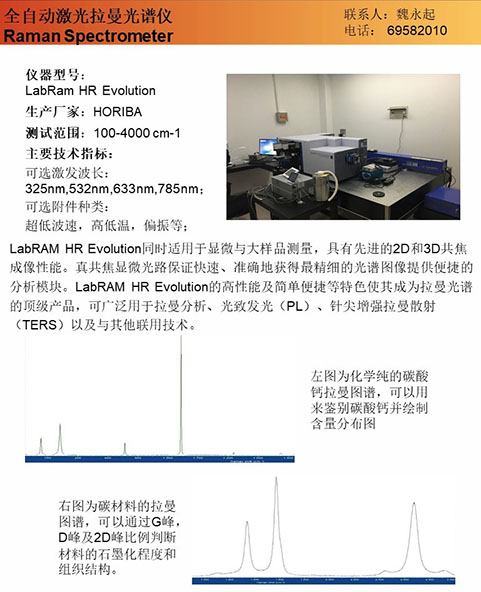 全自动激光拉曼光谱仪
Raman Spectrometer
联系人：魏永起
电话： 69582010
仪器型号：
LabRam HR Evolution
生产厂家：HORIBA
测试范围：100-4000 cm-1
主要技术指标：
可选激发波长：
325nm,532nm,633nm,785nm；
可选附件种类：
超低波速，高低温，偏振等；
LabRAM HR Evolution同时适用于显微与大样品测量，具有先进的2D和3D共焦
成像性能。真共焦显微光路保证快速、准确地获得最精细的光谱图像提供便捷的
分析模块。LabRAM HR Evolution的高性能及简单便捷等特色使其成为拉曼光谱
的顶级产品，可广泛用于拉曼分析、光致发光（PL）、针尖增强拉曼散射
（TERS）以及与其他联用技术。
左图为化学纯的碳酸
钙拉曼图谱，可以用
来鉴别碳酸钙并绘制
含量分布图
右图为碳材料的拉曼
图谱，可以通过G峰，
D峰及2D峰比例判断
材料的石墨化程度和
组织结构。